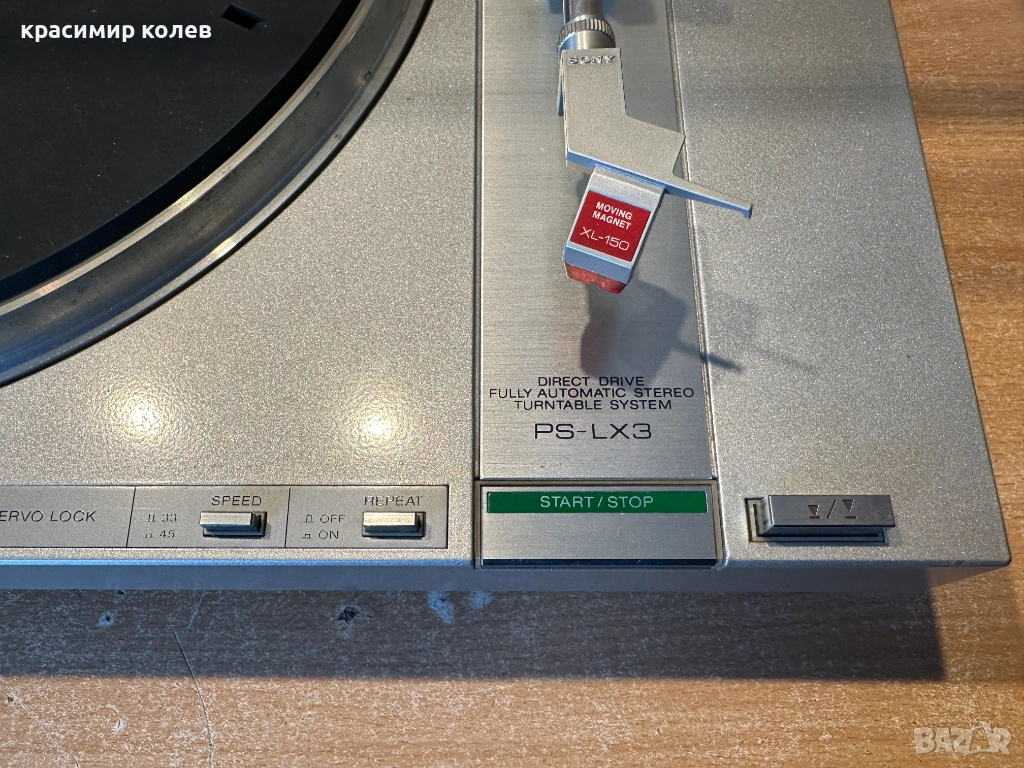 красимир колев
SONY
MOVING
MAGNET
XL-150
DIRECT DRIVE
FULLY AUTOMATIC STEREO
TURNTABLE SYSTEM
PS-LX3
START/STOP
LOCK
SPEED
33
45
REPEAT
OFF
ON
BAZAR